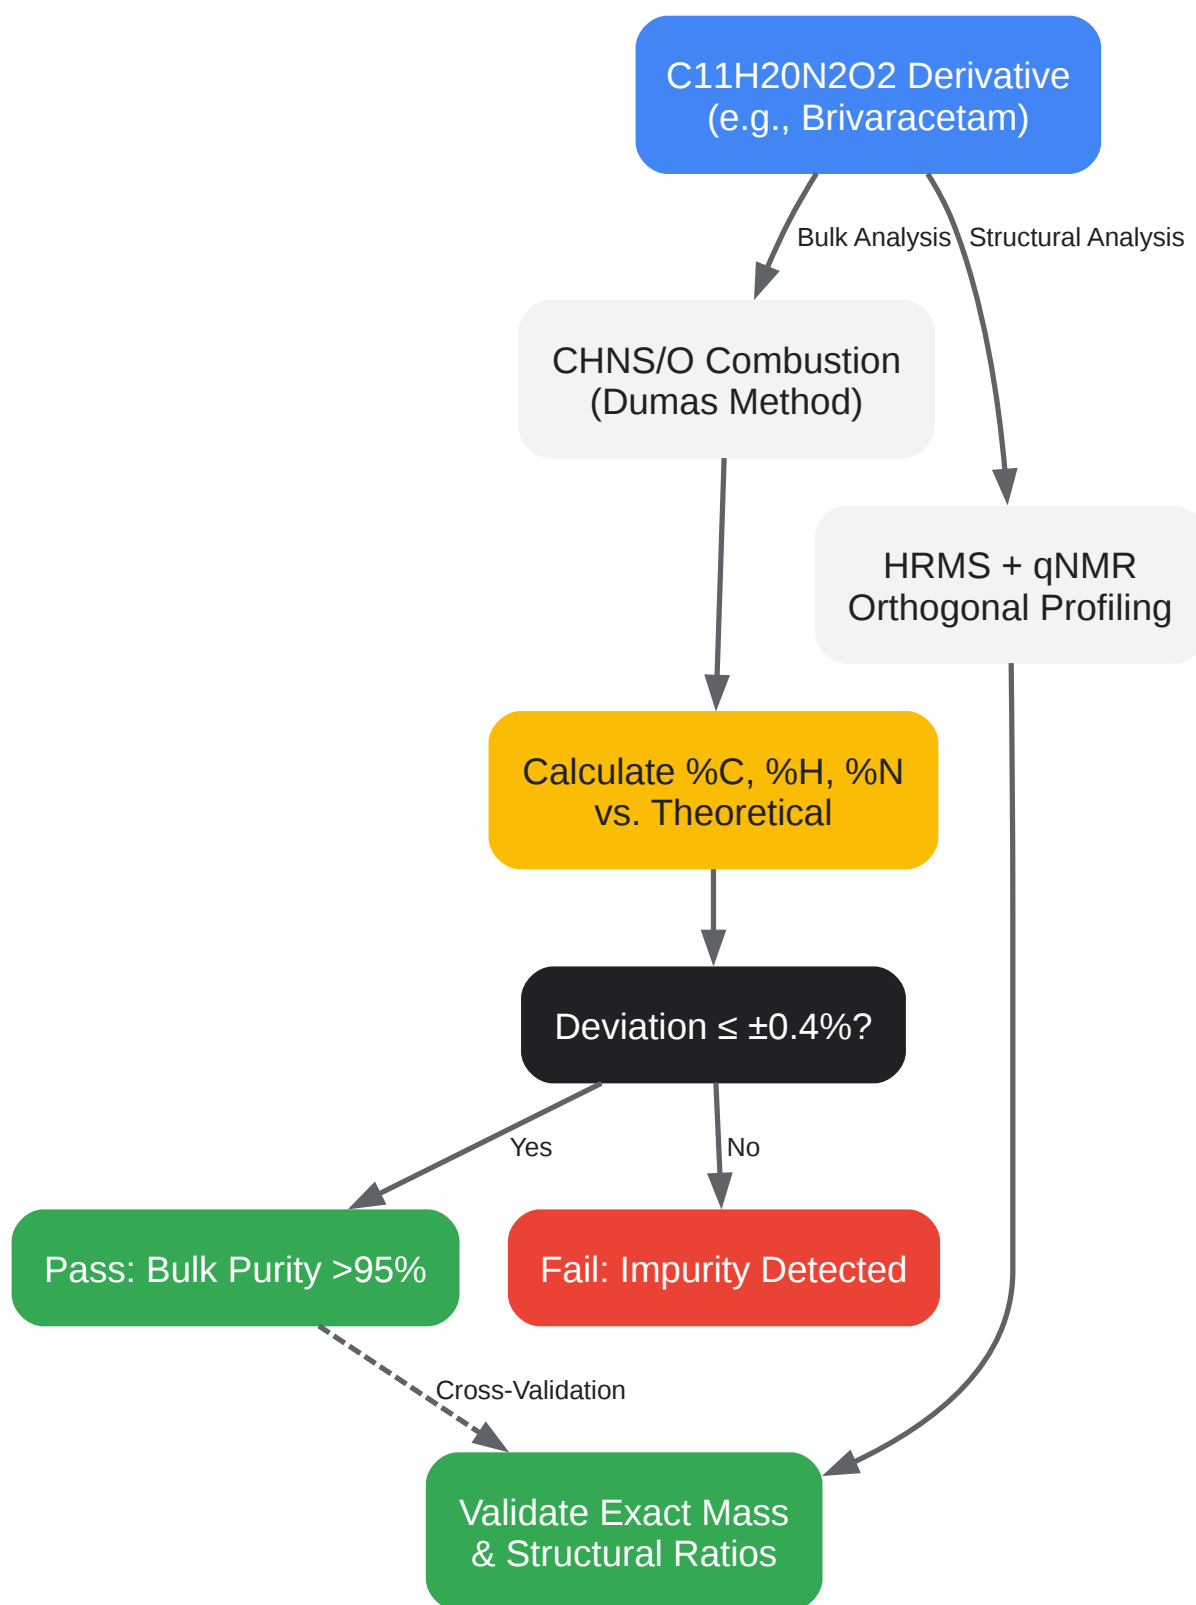 C11H20N2O2 Derivative
(e.g., Brivaracetam)
Bulk Analysis
Structural Analysis
CHNS/O Combustion
(Dumas Method)
HRMS + qNMR
Orthogonal Profiling
Calculate %C, %H, %N
vs. Theoretical
Deviation ≤ ±0.4%?
Yes
No
Pass: Bulk Purity >95%
Fail: Impurity Detected
Cross-Validation
Validate Exact Mass
& Structural Ratios